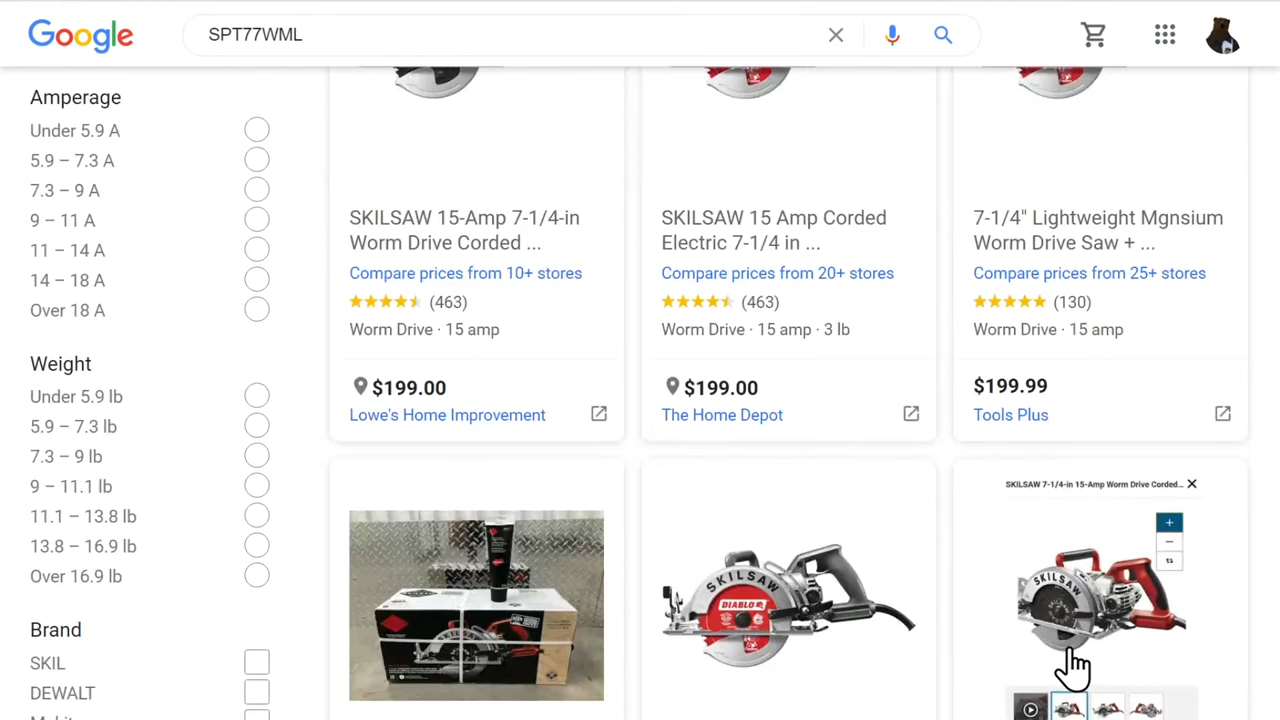 Google
SPT77WML
Amperage
Under 5.9 A
5.9 – 7.3 A
7.3 – 9 A
9 – 11 A
11 – 14 A
14 – 18 A
Over 18 A
Weight
Under 5.9 lb
5.9 – 7.3 lb
7.3 – 9 lb
9 – 11.1 lb
11.1 – 13.8 lb
13.8 – 16.9 lb
Over 16.9 lb
Brand
SKIL
DEWALT
SKILSAW 15-Amp 7-1/4-in
Worm Drive Corded ...
Compare prices from 10+ stores
(463)
Worm Drive · 15 amp
$199.00
Lowe's Home Improvement
SKILSAW 15 Amp Corded
Electric 7-1/4 in ...
Compare prices from 20+ stores
(463)
Worm Drive · 15 amp · 3 lb
$199.00
The Home Depot
7-1/4" Lightweight Mgnsium
Worm Drive Saw + ...
Compare prices from 25+ stores
(130)
Worm Drive · 15 amp
$199.99
Tools Plus
SKILSAW
DIABLO
SKILSAW 7-1/4-in 15-Amp Worm Drive Corded...
SKILSAW